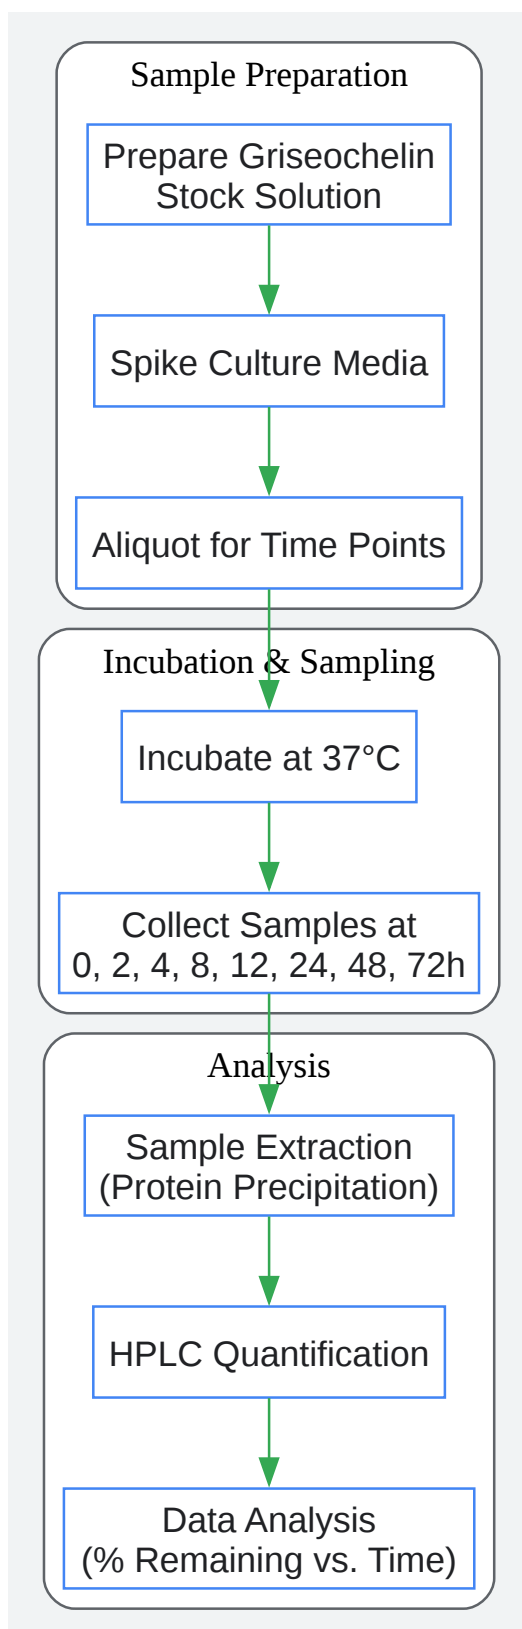 Sample Preparation
Prepare Griseochelin
Stock Solution
Spike Culture Media
Aliquot for Time Points
Incubation & Sampling
Incubate at 37°C
Collect Samples at
0, 2, 4, 8, 12, 24, 48, 72h
Analysis
Sample Extraction
(Protein Precipitation)
HPLC Quantification
Data Analysis
(% Remaining vs. Time)